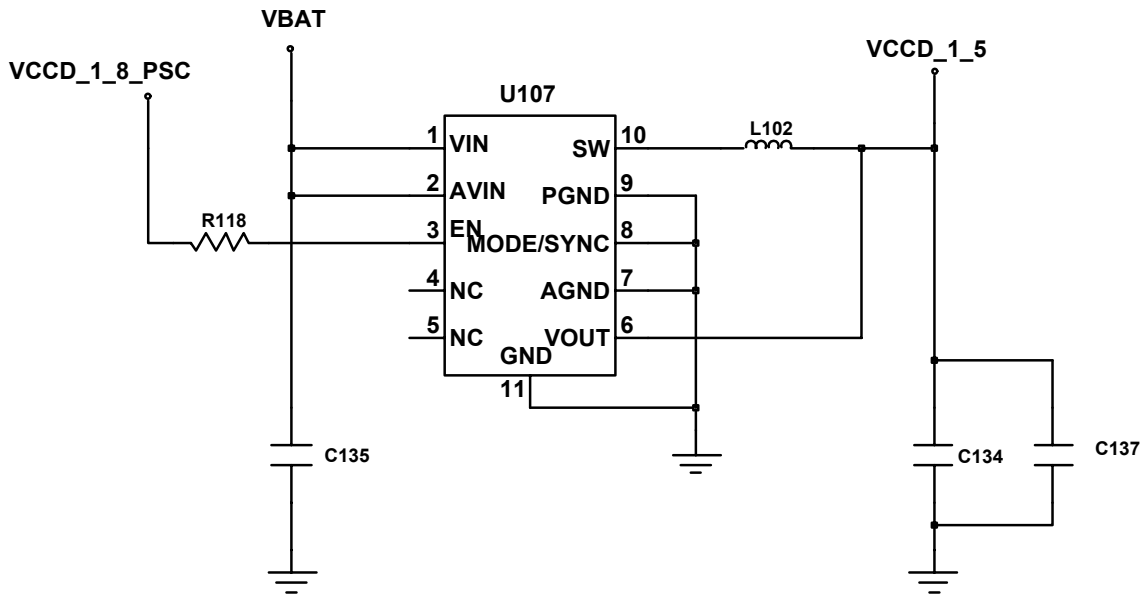 VBAT
VCCD_1_8_PSC
VCCD_1_5
U107
L102
1 VIN
SW 10
2 AVIN
PGND 9
R118
3 EN
MODE/SYNC 8
4 NC
AGND 7
5 NC
VOUT 6
GND
11
C135
C134
C137